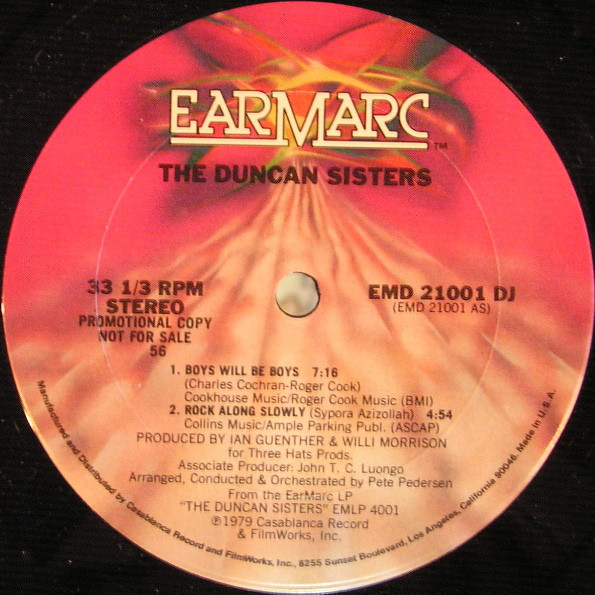 EARMARC
TM
THE DUNCAN SISTERS
33 1/3 RPM
STEREO
PROMOTIONAL COPY
NOT FOR SALE
56
EMD 21001 DJ
(EMD 21001 AS)
1. BOYS WILL BE BOYS 7:16
(Charles Cochran-Roger Cook)
Cookhouse Music/Roger Cook Music (BMI)
2. ROCK ALONG SLOWLY (Sypora Azizollah) 4:54
Collins Music/Ample Parking Publ. (ASCAP)
PRODUCED BY IAN GUENTHER & WILLI MORRISON
for Three Hats Prods.
Associate Producer: John T. C. Luongo
Arranged, Conducted & Orchestrated by Pete Pedersen
From the EarMarc LP
"THE DUNCAN SISTERS" EMLP 4001
℗1979 Casablanca Record
& FilmWorks, Inc.
Manufactured and Distributed by Casablanca Record and FilmWorks, Inc., 8255 Sunset Boulevard, Los Angeles, California 90046. Made in U.S.A.